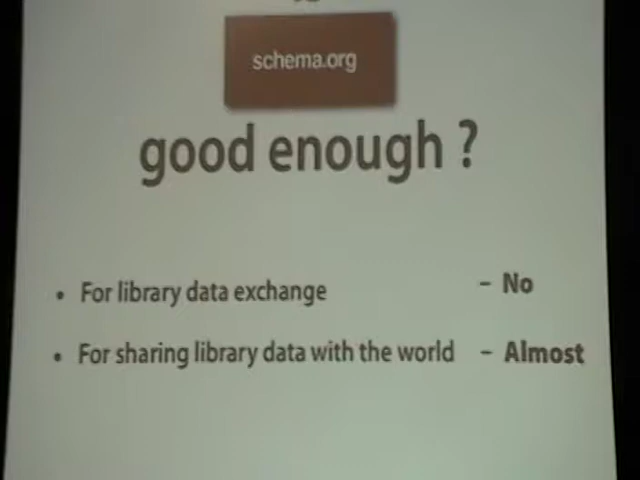 schema.org
good enough ?
• For library data exchange – No
• For sharing library data with the world – Almost